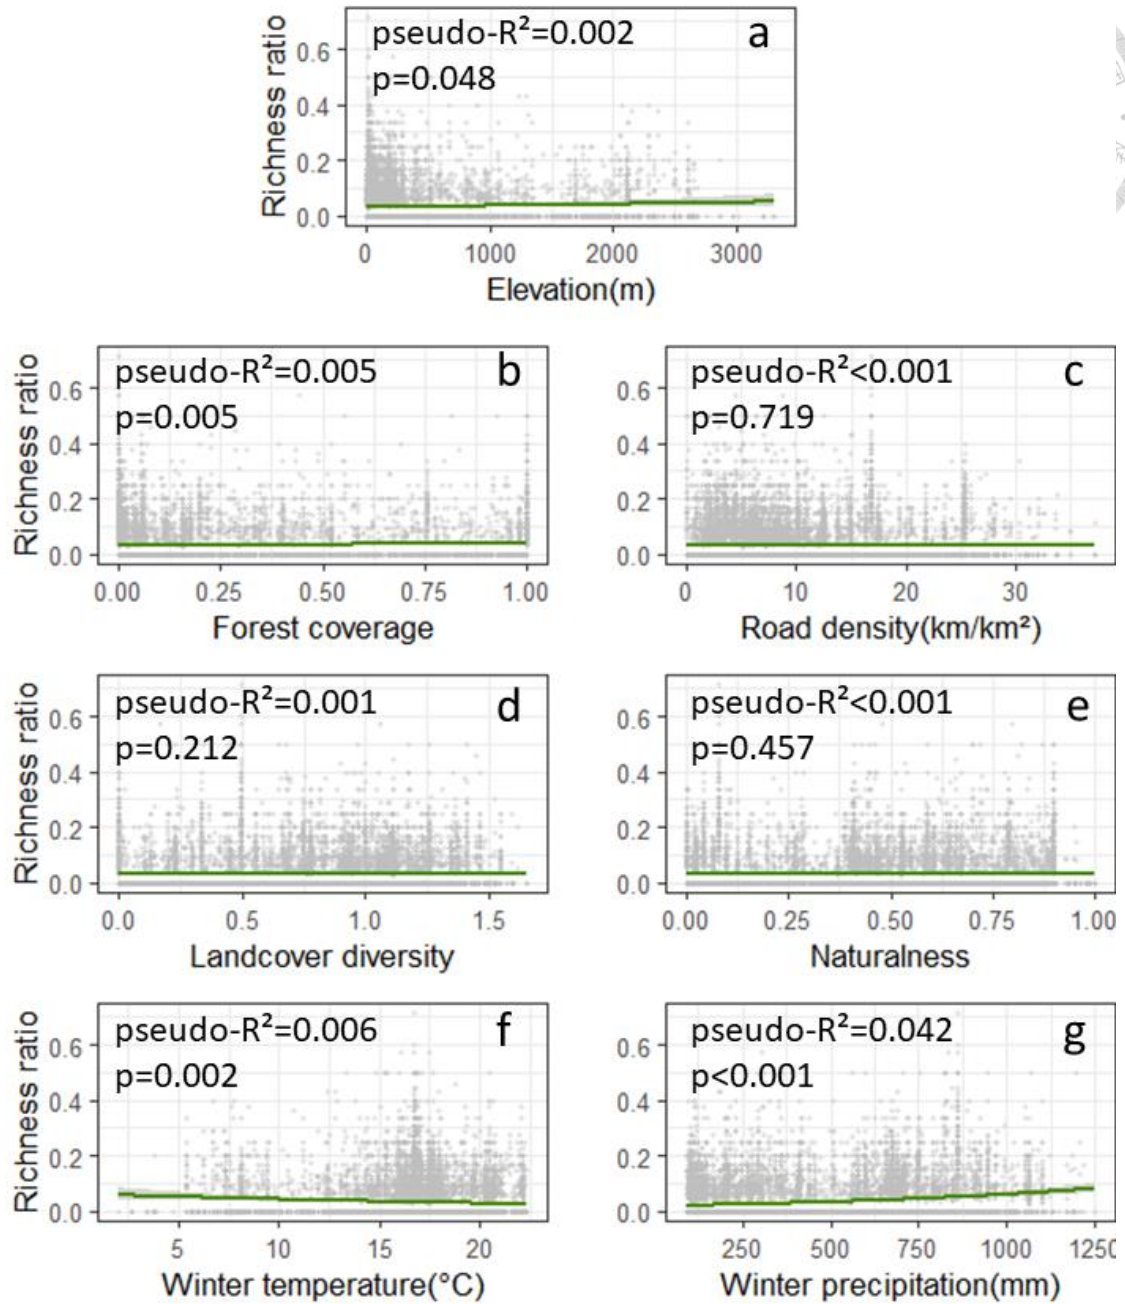 pseudo-R²=0.002
a
p=0.048
Richness ratio
0.6
0.4
0.2
0.0
0 1000 2000 3000
Elevation(m)
pseudo-R²=0.005
b
p=0.005
Richness ratio
0.6
0.4
0.2
0.0
0.00 0.25 0.50 0.75 1.00
Forest coverage
pseudo-R²<0.001
c
p=0.719
0.6
0.4
0.2
0.0
0 10 20 30
Road density(km/km²)
pseudo-R²=0.001
d
p=0.212
Richness ratio
0.6
0.4
0.2
0.0
0.0 0.5 1.0 1.5
Landcover diversity
pseudo-R²<0.001
e
p=0.457
0.6
0.4
0.2
0.0
0.00 0.25 0.50 0.75 1.00
Naturalness
pseudo-R²=0.006
f
p=0.002
Richness ratio
0.6
0.4
0.2
0.0
5 10 15 20
Winter temperature(°C)
pseudo-R²=0.042
g
p<0.001
0.6
0.4
0.2
0.0
250 500 750 1000 1250
Winter precipitation(mm)